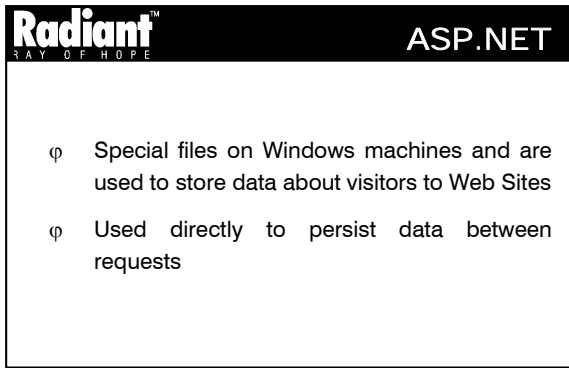 Radiant™
RAY OF HOPE
ASP.NET
φ Special files on Windows machines and are
used to store data about visitors to Web Sites
φ Used directly to persist data between
requests